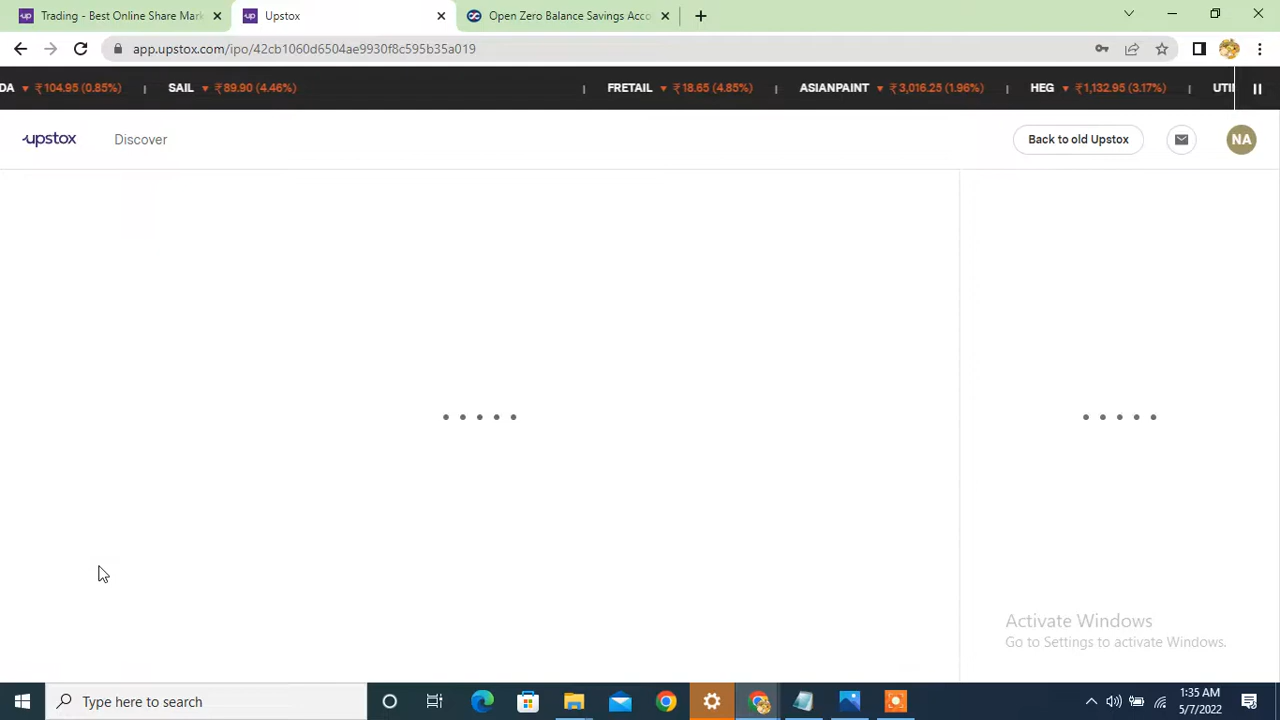 Trading - Best Online Share Mark
Upstox
Open Zero Balance Savings Acco
app.upstox.com/ipo/42cb1060d6504ae9930f8c595b35a019
DA ▼ ₹104.95 (0.85%) | SAIL ▼ ₹89.90 (4.46%) | FRETAIL ▼ ₹18.65 (4.85%) | ASIANPAINT ▼ ₹3,016.25 (1.96%) | HEG ▼ ₹1,132.95 (3.17%) | UTI
upstox
Discover
Back to old Upstox
NA
Activate Windows
Go to Settings to activate Windows.
Type here to search
1:35 AM
5/7/2022